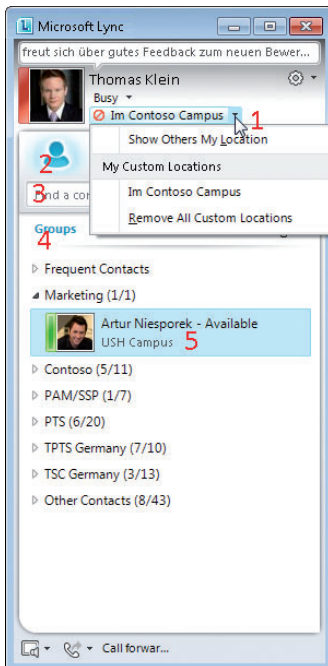 Microsoft Lync
freut sich über gutes Feedback zum neuen Bewer...
Thomas Klein
Busy
Im Contoso Campus
1
Show Others My Location
My Custom Locations
Im Contoso Campus
Remove All Custom Locations
2
3
Find a con
Groups
4
Frequent Contacts
Marketing (1/1)
Artur Niesporek - Available
USH Campus 5
Contoso (5/11)
PAM/SSP (1/7)
PTS (6/20)
TPTS Germany (7/10)
TSC Germany (3/13)
Other Contacts (8/43)
Call forwar...